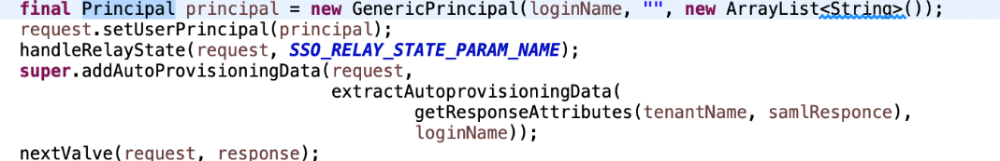 final Principal principal = new GenericPrincipal(loginName, "", new ArrayList<String>());
request.setUserPrincipal(principal);
handleRelayState(request, SSO_RELAY_STATE_PARAM_NAME);
super.addAutoProvisioningData(request,
extractAutoprovisioningData(
getResponseAttributes(tenantName, samlResponce),
loginName));
nextValve(request, response);